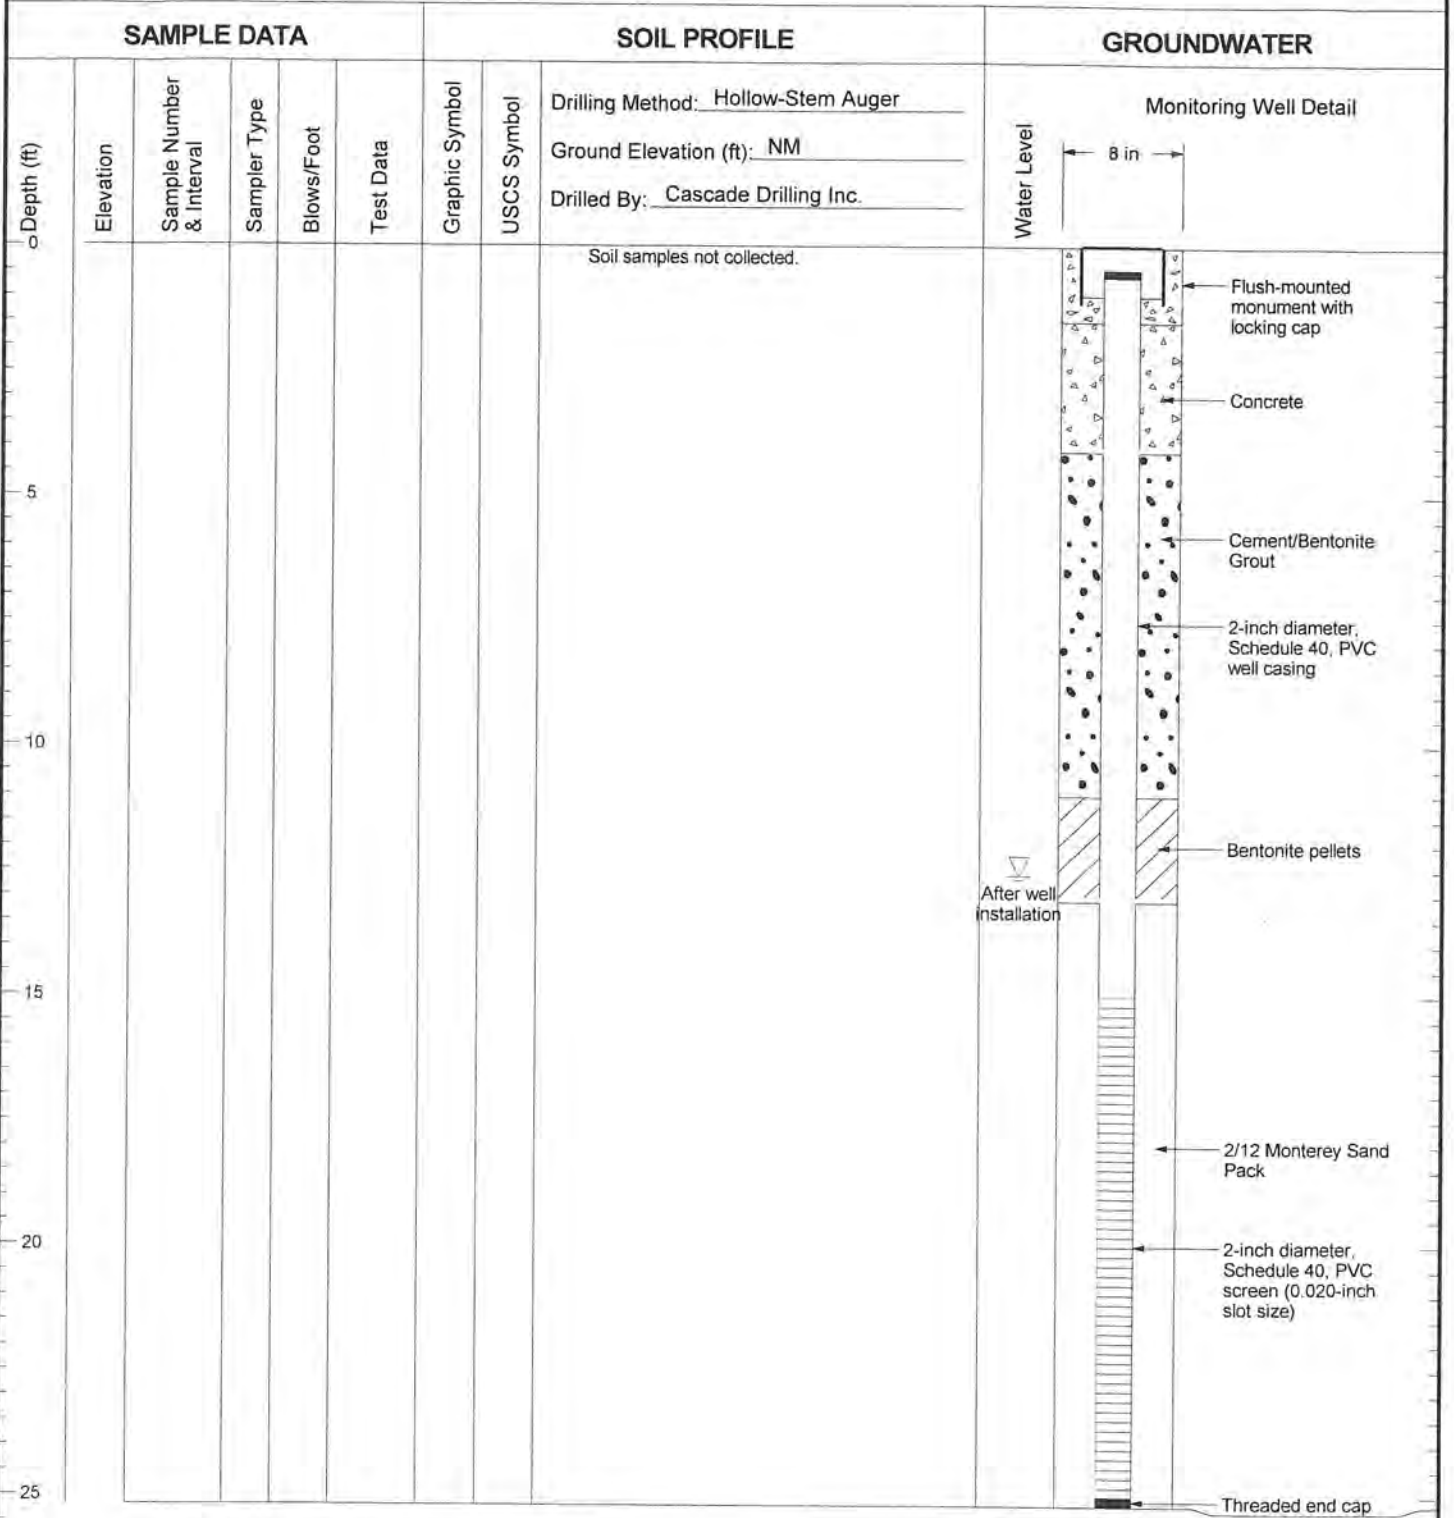 SAMPLE DATA
SOIL PROFILE
GROUNDWATER
Depth (ft)
Elevation
Sample Number
& Interval
Sampler Type
Blows/Foot
Test Data
Graphic Symbol
USCS Symbol
Drilling Method: Hollow-Stem Auger
Ground Elevation (ft): NM
Drilled By: Cascade Drilling Inc.
Water Level
Monitoring Well Detail
8 in
0
Soil samples not collected.
Flush-mounted
monument with
locking cap
Concrete
5
Cement/Bentonite
Grout
2-inch diameter,
Schedule 40, PVC
well casing
10
Bentonite pellets
After well
installation
15
2/12 Monterey Sand
Pack
20
2-inch diameter,
Schedule 40, PVC
screen (0.020-inch
slot size)
25
Threaded end cap